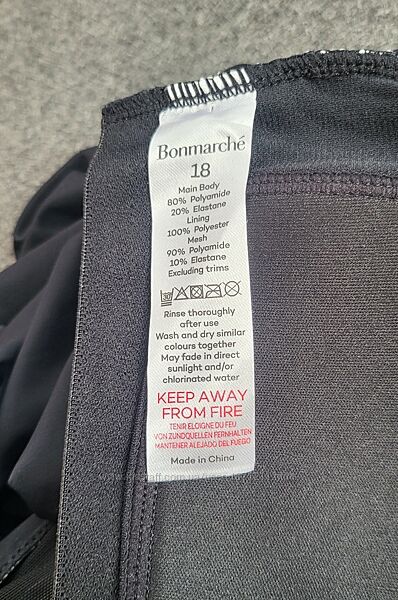 Bonmarché
18
Main Body
80% Polyamide
20% Elastane
Lining
100% Polyester
Mesh
90% Polyamide
10% Elastane
Excluding trims
30
Rinse thoroughly
after use
Wash and dry similar
colours together
May fade in direct
sunlight and/or
chlorinated water
KEEP AWAY
FROM FIRE
TENIR ELOIGNE DU FEU
VON ZUNDQUELLEN FERNHALTEN
MANTENER ALEJADO DEL FUEGO
Made in China